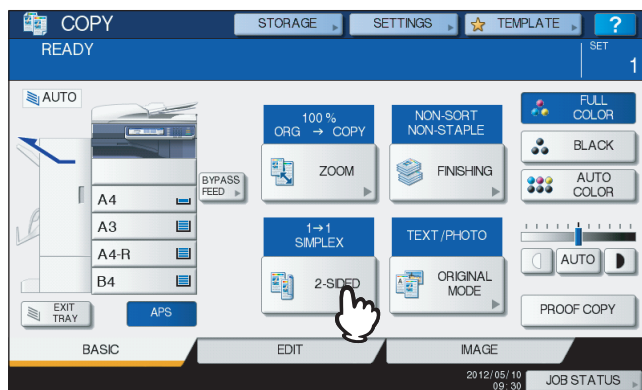 COPY
STORAGE
SETTINGS
TEMPLATE
?
READY
SET
1
AUTO
A4
A3
A4-R
B4
BYPASS
FEED
EXIT
TRAY
APS
100 %
ORG → COPY
ZOOM
NON-SORT
NON-STAPLE
FINISHING
1→1
SIMPLEX
2-SIDED
TEXT/PHOTO
ORIGINAL
MODE
FULL
COLOR
BLACK
AUTO
COLOR
AUTO
PROOF COPY
BASIC
EDIT
IMAGE
2012/05/10
09:30
JOB STATUS